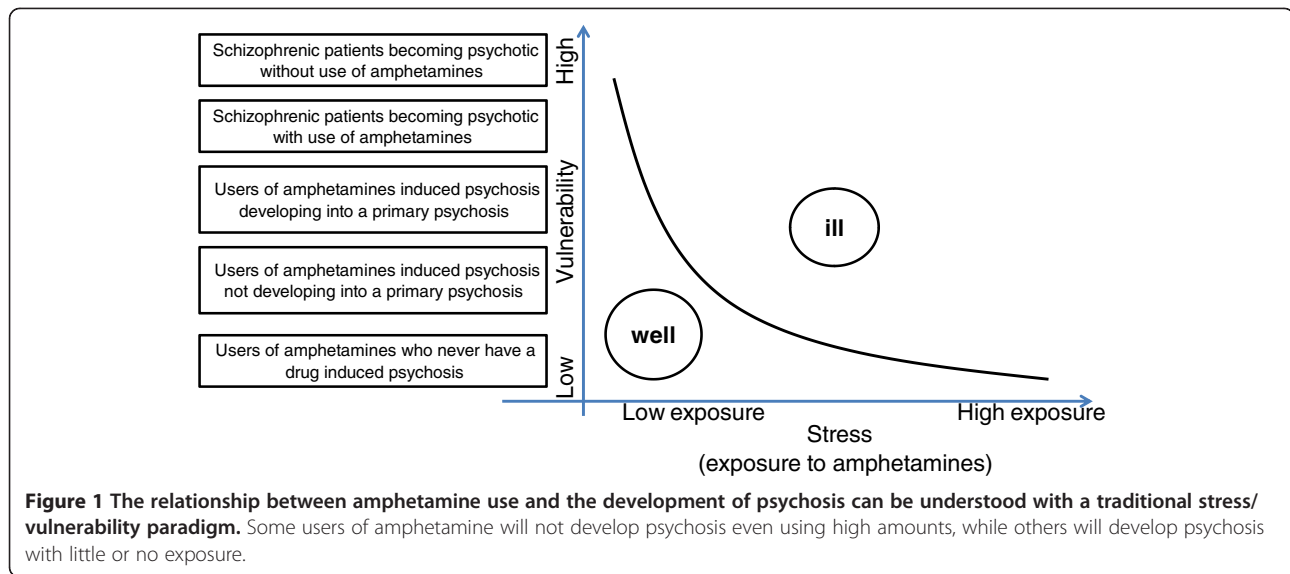 Schizophrenic patients becoming psychotic
without use of amphetamines
Schizophrenic patients becoming psychotic
with use of amphetamines
Users of amphetamines induced psychosis
developing into a primary psychosis
Users of amphetamines induced psychosis
not developing into a primary psychosis
Users of amphetamines who never have a
drug induced psychosis
High
Vulnerability
Low
ill
well
Low exposure
High exposure
Stress
(exposure to amphetamines)
Figure 1 The relationship between amphetamine use and the development of psychosis can be understood with a traditional stress/
vulnerability paradigm. Some users of amphetamine will not develop psychosis even using high amounts, while others will develop psychosis
with little or no exposure.